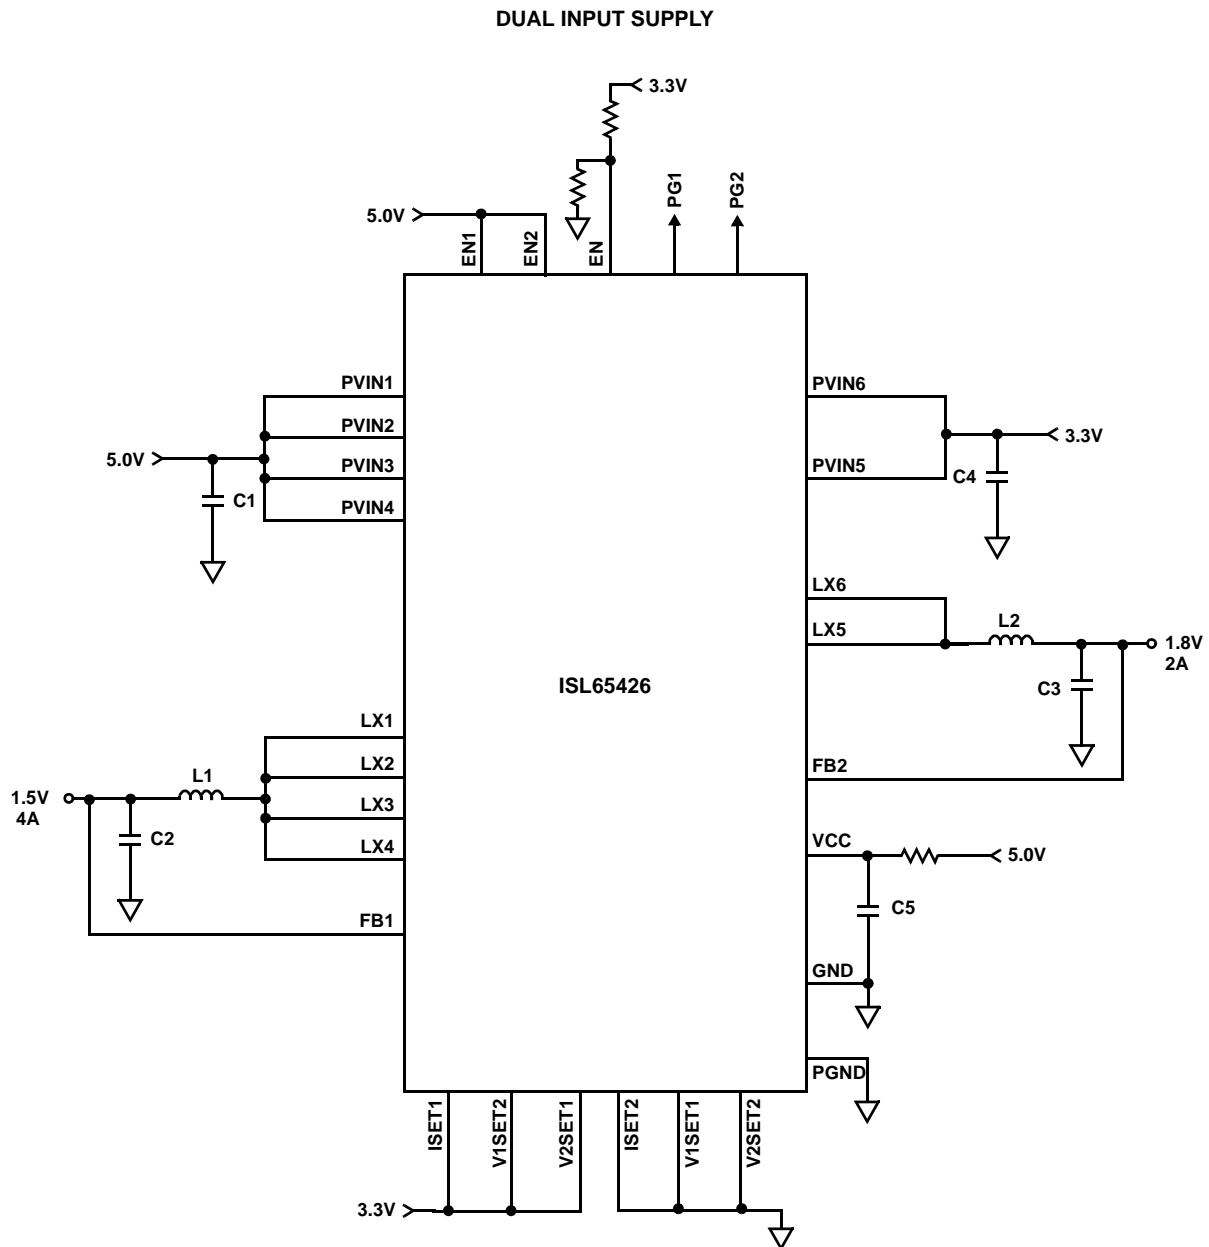 DUAL INPUT SUPPLY
3.3V
PG1
PG2
5.0V
EN1
EN2
EN
PVIN1
PVIN2
PVIN3
PVIN4
5.0V
C1
PVIN6
PVIN5
3.3V
C4
LX6
LX5
L2
1.8V
2A
C3
ISL65426
LX1
LX2
LX3
LX4
L1
1.5V
4A
C2
FB1
FB2
VCC
5.0V
C5
GND
PGND
ISET1
V1SET2
V2SET1
ISET2
V1SET1
V2SET2
3.3V